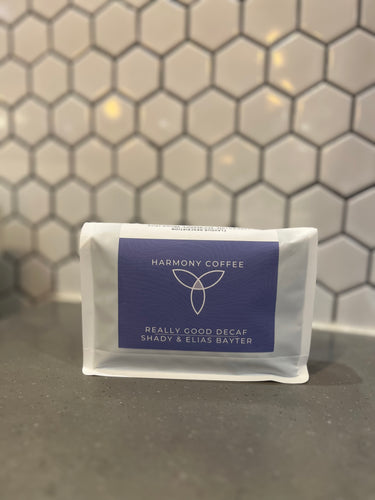 HARMONY COFFEE
REALLY GOOD DECAF
SHADY & ELIAS BAYTER